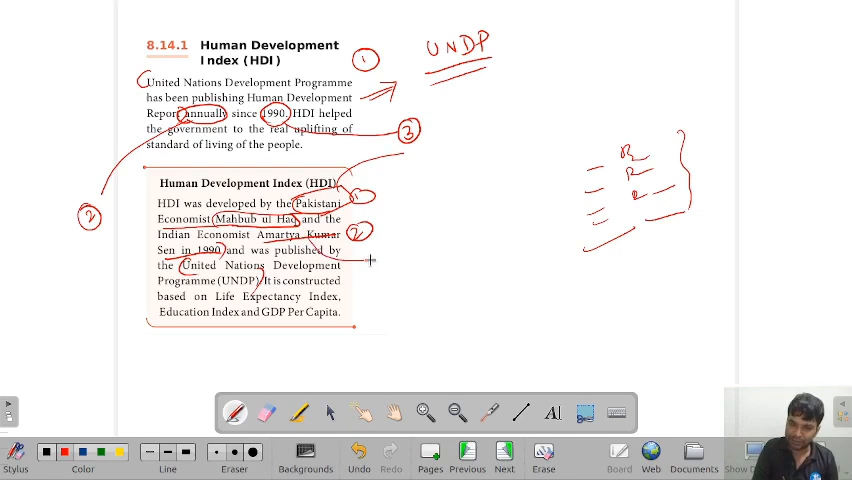 8.14.1 Human Development
Index (HDI)
United Nations Development Programme
has been publishing Human Development
Report annually since 1990. HDI helped
the government to the real uplifting of
standard of living of the people.
Human Development Index (HDI)
HDI was developed by the Pakistani
Economist Mahbub ul Haq and the
Indian Economist Amartya Kumar
Sen in 1990 and was published by
the United Nations Development
Programme (UNDP). It is constructed
based on Life Expectancy Index,
Education Index and GDP Per Capita.
1
UNDP
3
1
2
2
R
R
R
Stylus
Color
Line
Eraser
Backgrounds
Undo
Redo
Pages
Previous
Next
Erase
Board
Web
Documents
Show De